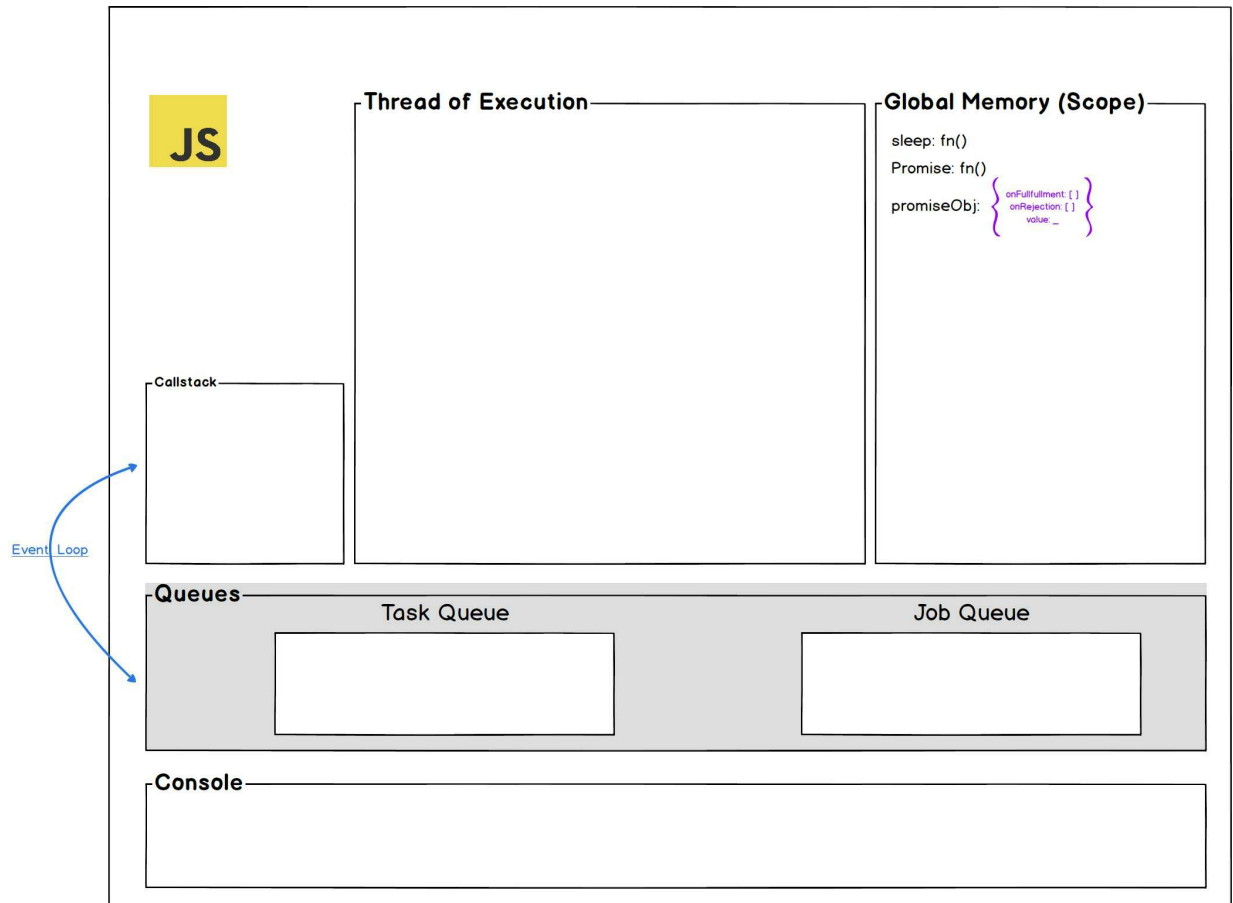 JS
Thread of Execution
Global Memory (Scope)
sleep: fn()
Promise: fn()
promiseObj:
onFullfullment: [ ]
onRejection: [ ]
value: _
Callstack
Event Loop
Queues
Task Queue
Job Queue
Console